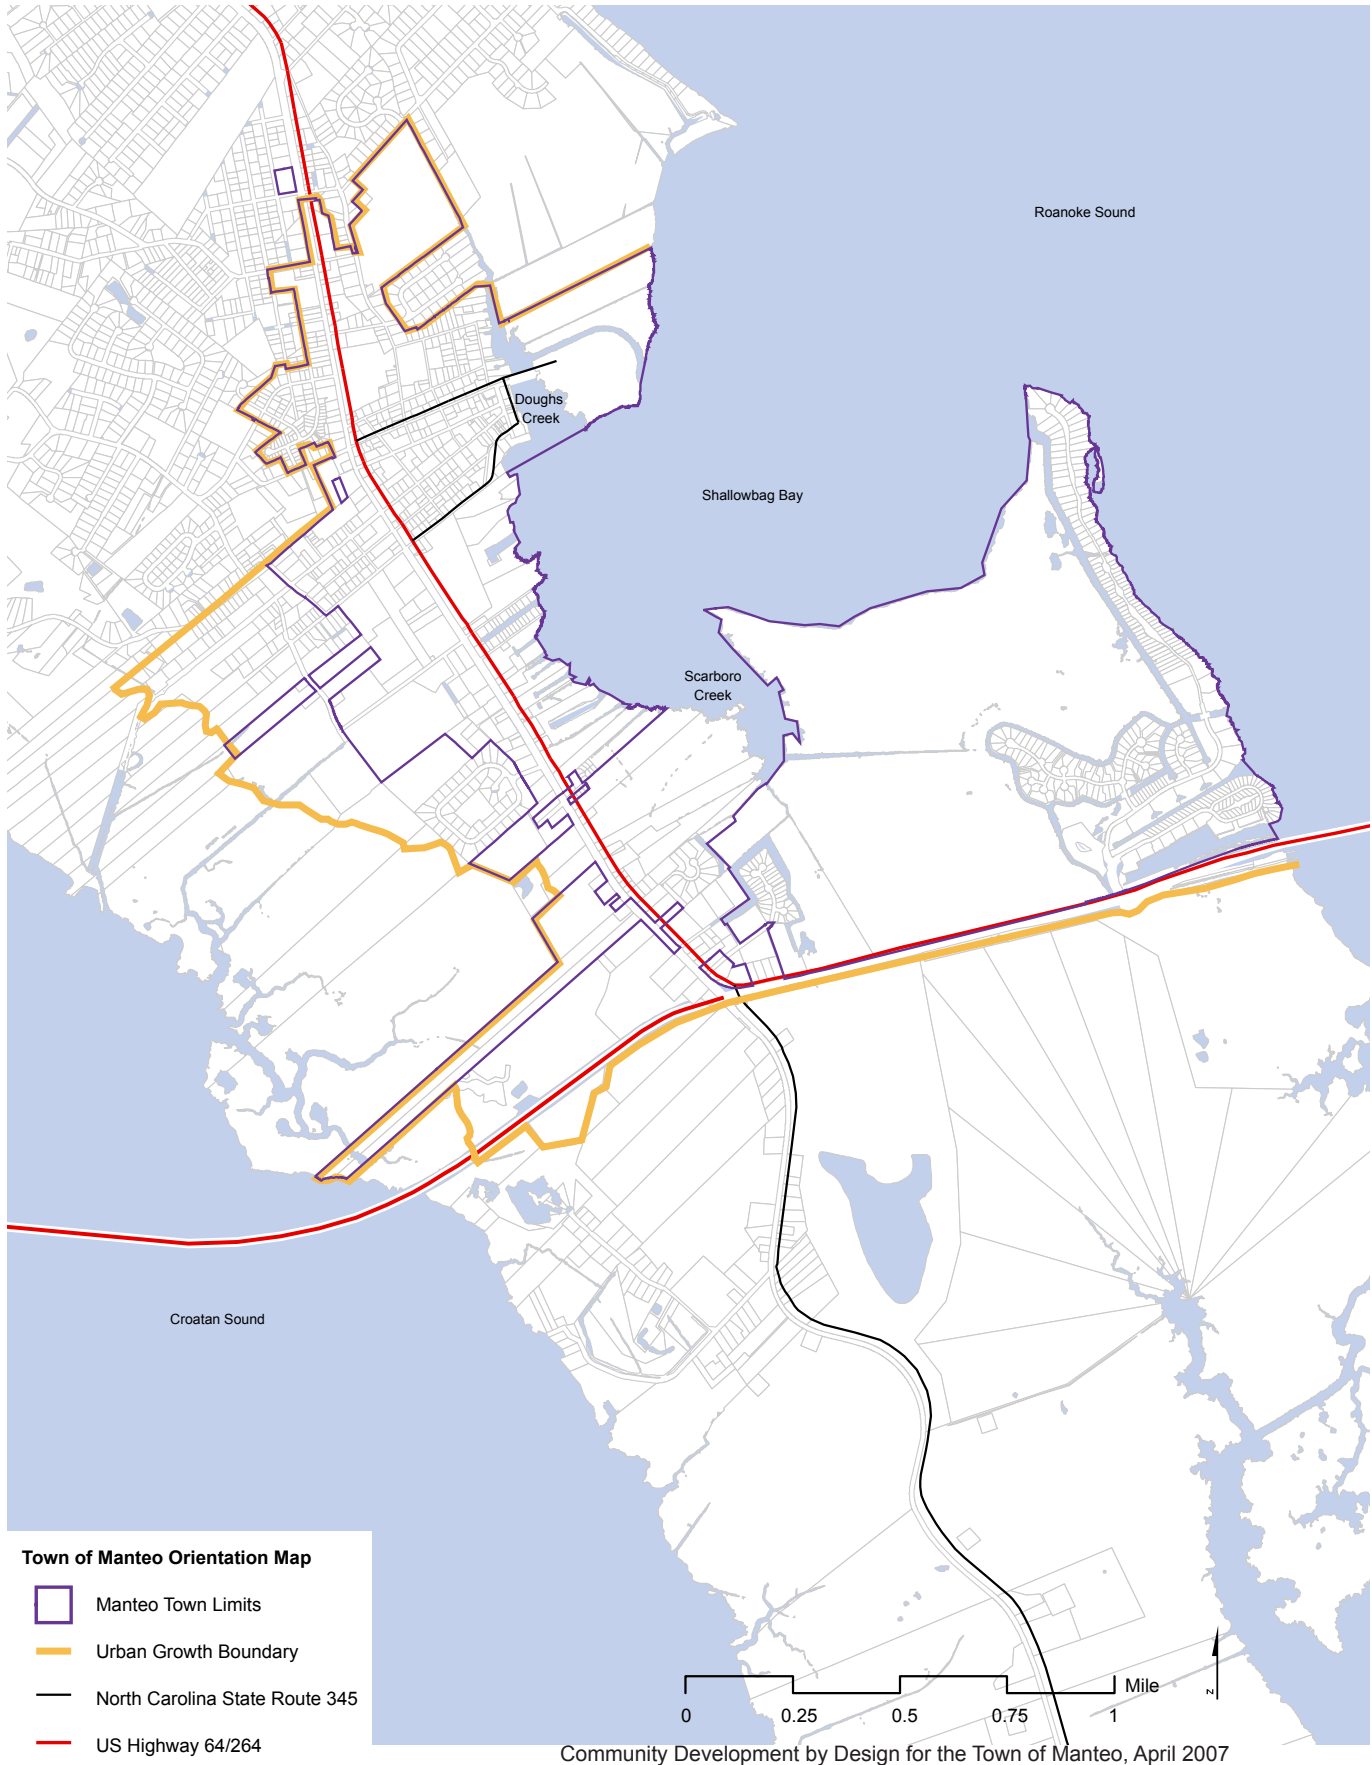 Roanoke Sound
Doughs
Creek
Shallowbag Bay
Scarboro
Creek
Croatan Sound
Town of Manteo Orientation Map
Manteo Town Limits
Urban Growth Boundary
North Carolina State Route 345
US Highway 64/264
Mile
0 0.25 0.5 0.75 1
z
Community Development by Design for the Town of Manteo, April 2007